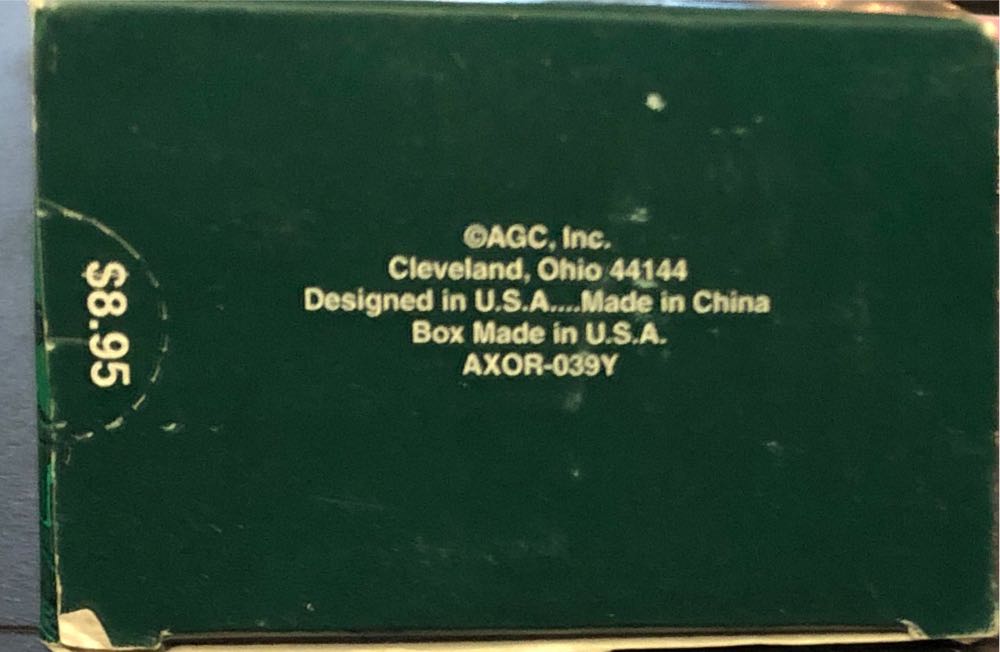 ©AGC, Inc.
Cleveland, Ohio 44144
Designed in U.S.A....Made in China
Box Made in U.S.A.
AXOR-039Y
$8.95